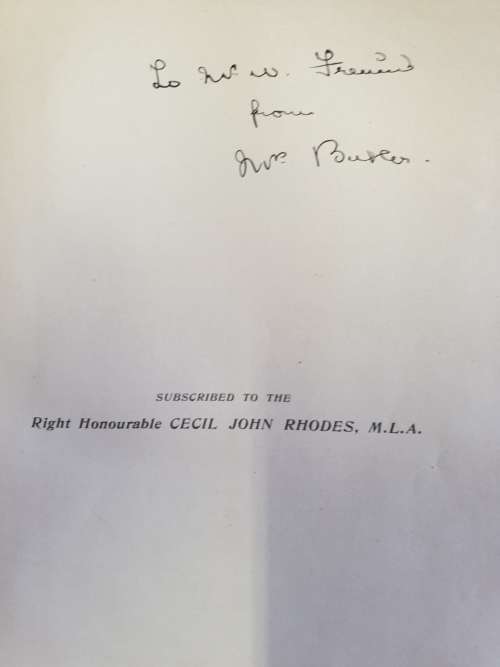 To Mr W.
from
Mr. Butler.
SUBSCRIBED TO THE
Right Honourable CECIL JOHN RHODES, M.L.A.